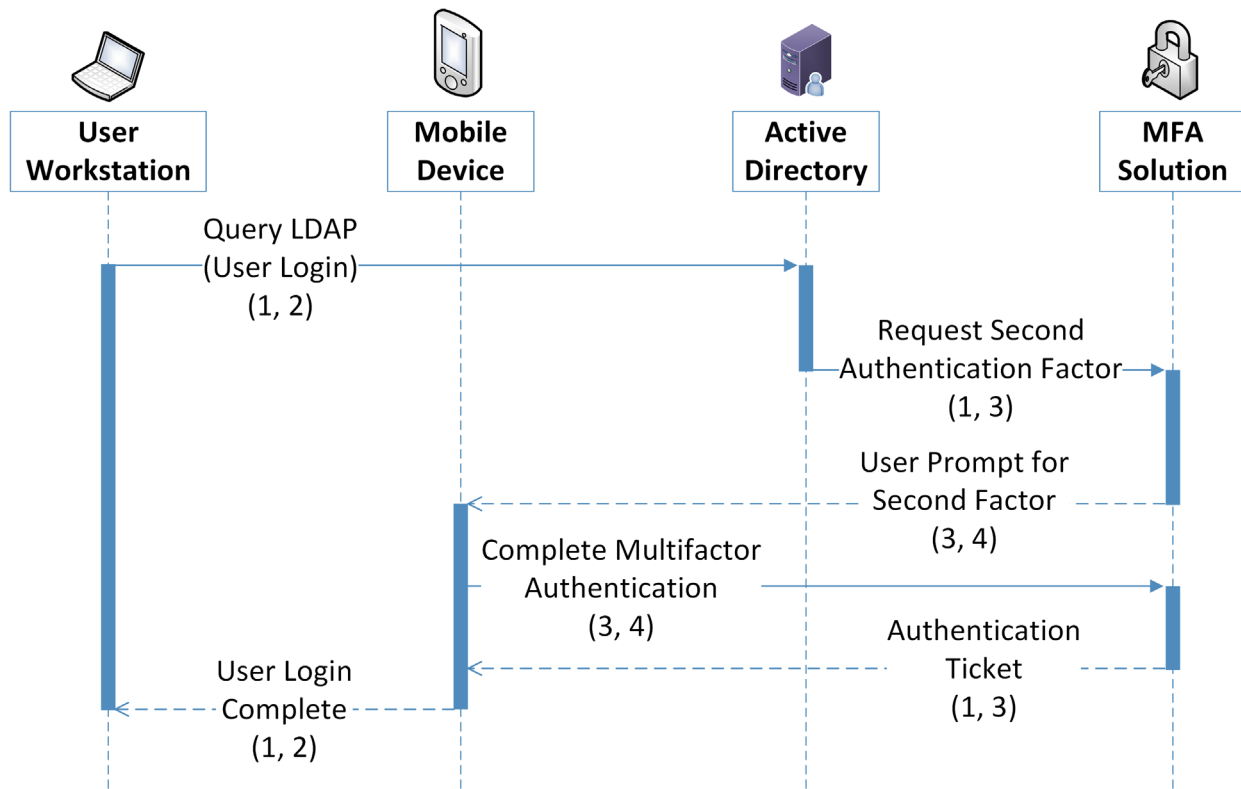 User
Workstation
Mobile
Device
Active
Directory
MFA
Solution
Query LDAP
(User Login)
(1, 2)
Request Second
Authentication Factor
(1, 3)
User Prompt for
Second Factor
(3, 4)
Complete Multifactor
Authentication
(3, 4)
Authentication
Ticket
(1, 3)
User Login
Complete
(1, 2)